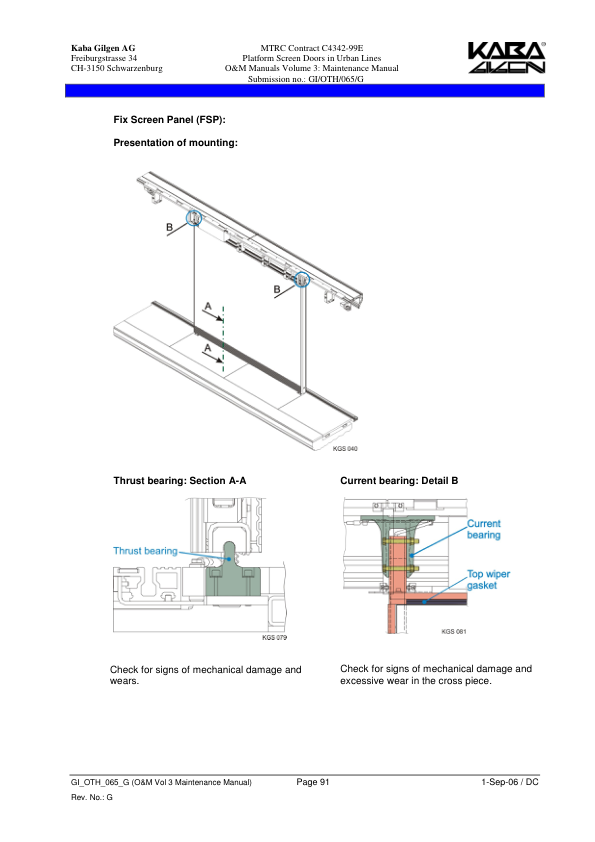 Kaba Gilgen AG
Freiburgstrasse 34
CH-3150 Schwarzenburg
MTRC Contract C4342-99E
Platform Screen Doors in Urban Lines
O&M Manuals Volume 3: Maintenance Manual
Submission no.: GI/OTH/065/G
KABA®
GILGEN
Fix Screen Panel (FSP):
Presentation of mounting:
B
B
A
A
KGS 040
Thrust bearing: Section A-A
Current bearing: Detail B
Thrust bearing
KGS 079
Current
bearing
Top wiper
gasket
KGS 081
Check for signs of mechanical damage and
wears.
Check for signs of mechanical damage and
excessive wear in the cross piece.
GI_OTH_065_G (O&M Vol 3 Maintenance Manual)
Page 91
1-Sep-06 / DC
Rev. No.: G